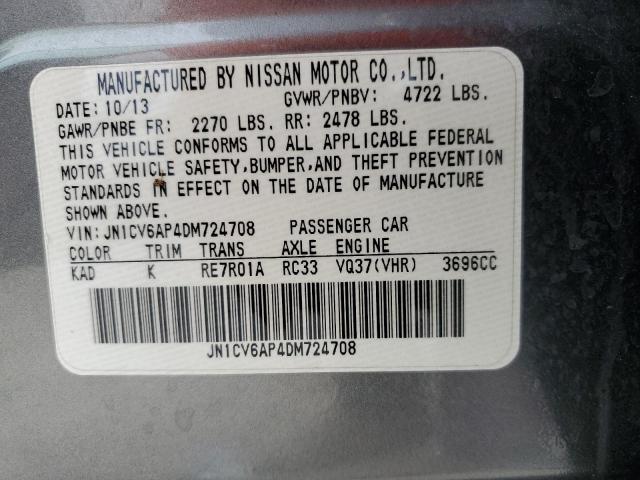 MANUFACTURED BY NISSAN MOTOR CO.,LTD.
DATE: 10/13 GVWR/PNBV: 4722 LBS.
GAWR/PNBE FR: 2270 LBS. RR: 2478 LBS.
THIS VEHICLE CONFORMS TO ALL APPLICABLE FEDERAL
MOTOR VEHICLE SAFETY,BUMPER,AND THEFT PREVENTION
STANDARDS IN EFFECT ON THE DATE OF MANUFACTURE
SHOWN ABOVE.
VIN:JN1CV6AP4DM724708 PASSENGER CAR
COLOR TRIM TRANS AXLE ENGINE
KAD K RE7R01A RC33 VQ37(VHR) 3696CC
JN1CV6AP4DM724708